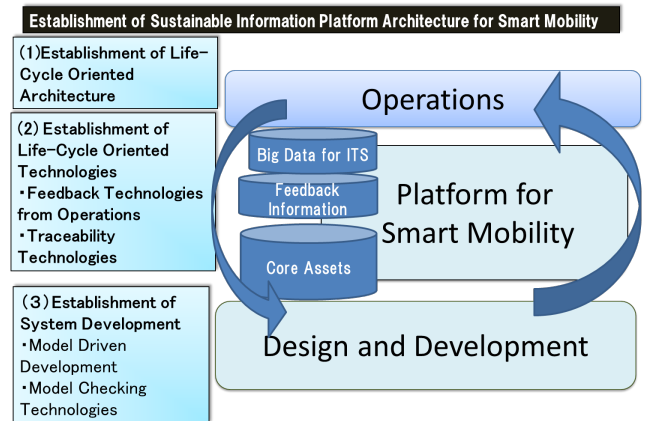 Establishment of Sustainable Information Platform Architecture for Smart Mobility
(1)Establishment of Life-
Cycle Oriented
Architecture
(2) Establishment of
Life-Cycle Oriented
Technologies
・Feedback Technologies
from Operations
・Traceability
Technologies
(3)Establishment of
System Development
・Model Driven
Development
・Model Checking
Technologies
Operations
Big Data for ITS
Feedback
Information
Core Assets
Platform for
Smart Mobility
Design and Development